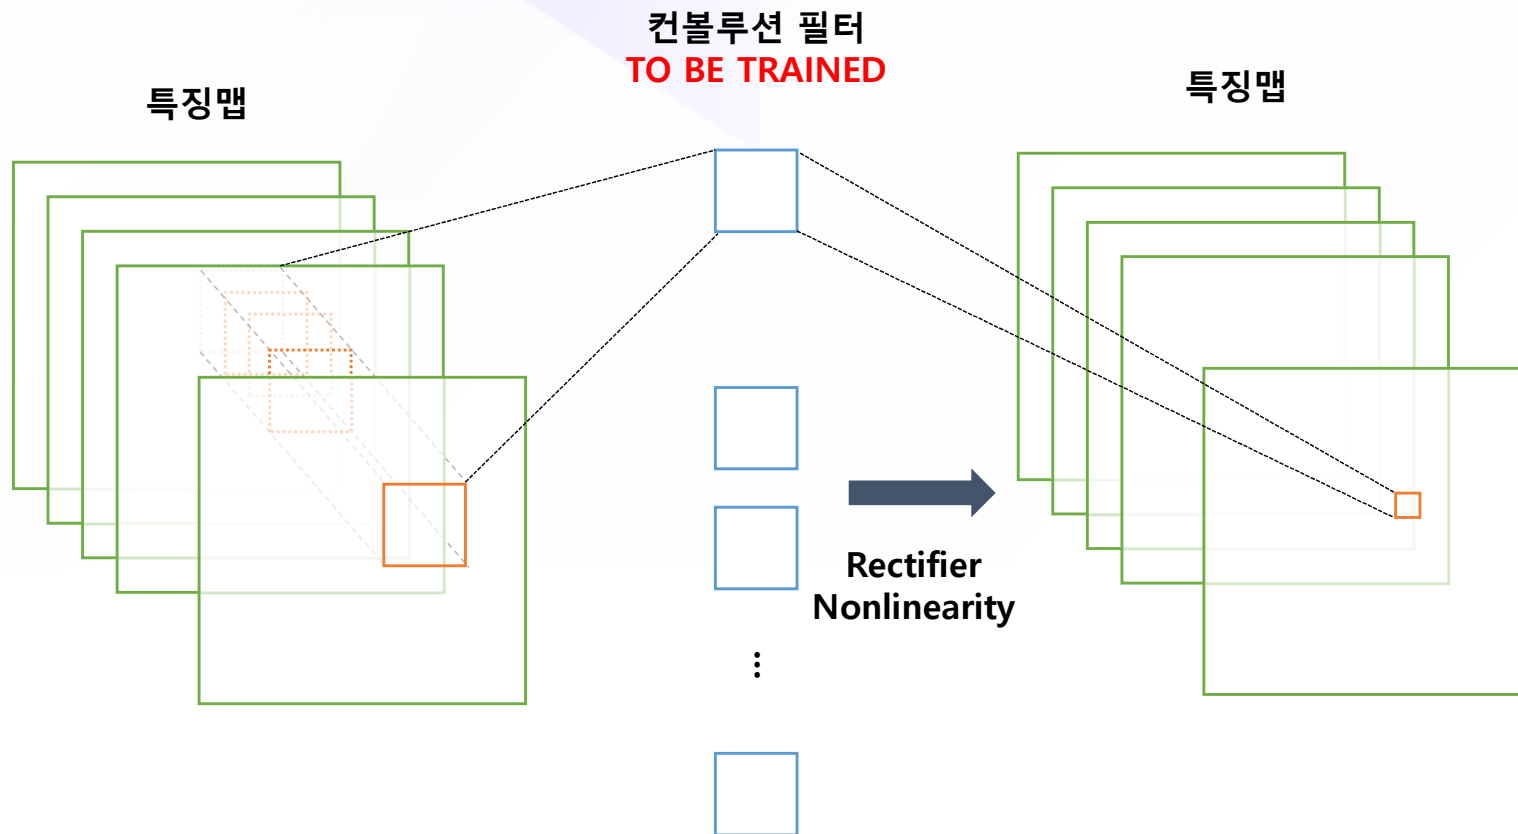 컨볼루션 필터
TO BE TRAINED
특징맵
특징맵
Rectifier
Nonlinearity
⋮